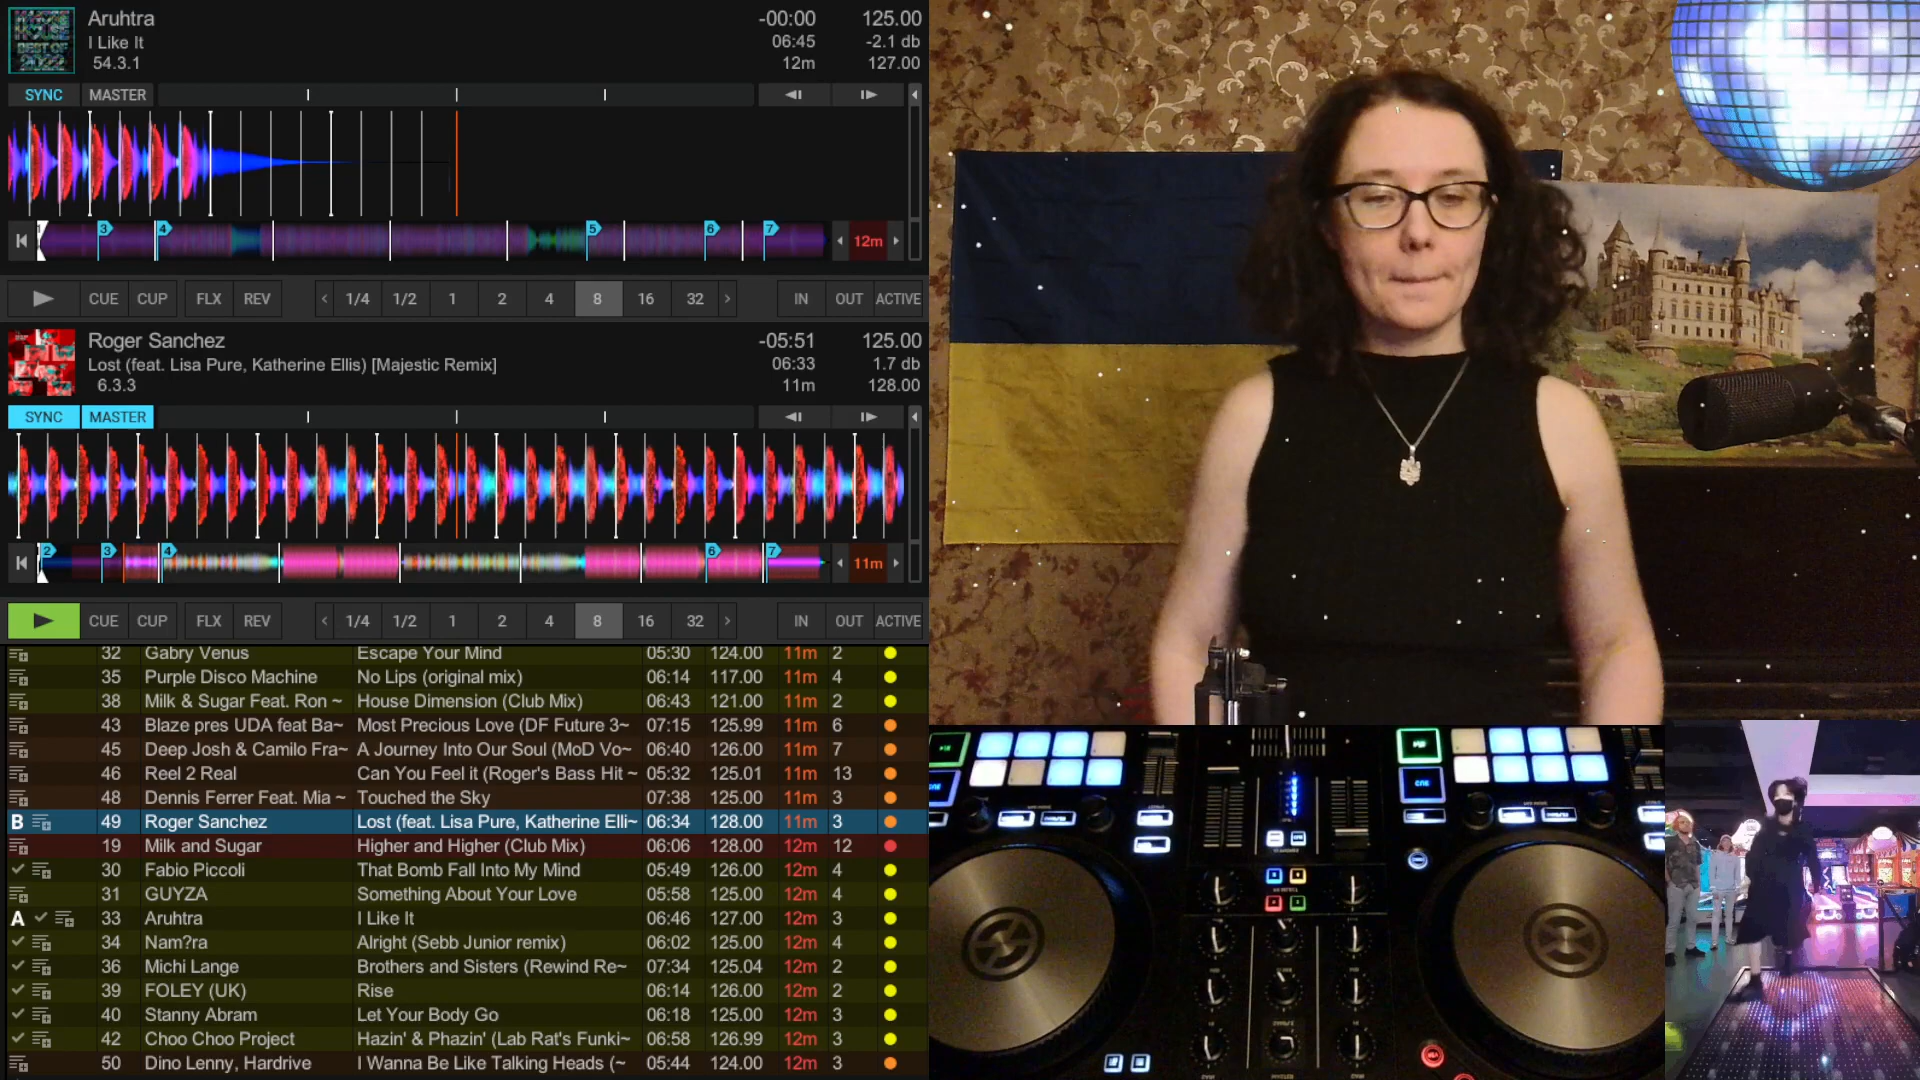 HOUSE
BEST OF
2022
Aruhtra
I Like It
54.3.1
-00:00
125.00
06:45
-2.1 db
12m
127.00
SYNC MASTER
3 4 5 6 7
12m
CUE CUP FLX REV
1/4 1/2 1 2 4 8 16 32
IN OUT ACTIVE
Roger Sanchez
Lost (feat. Lisa Pure, Katherine Ellis) [Majestic Remix]
6.3.3
-05:51
125.00
06:33
1.7 db
11m
128.00
SYNC MASTER
2 3 4 6 7
11m
CUE CUP FLX REV
1/4 1/2 1 2 4 8 16 32
IN OUT ACTIVE
32 Gabry Venus Escape Your Mind 05:30 124.00 11m 2
35 Purple Disco Machine No Lips (original mix) 06:14 117.00 11m 4
38 Milk & Sugar Feat. Ron ~ House Dimension (Club Mix) 06:43 121.00 11m 2
43 Blaze pres UDA feat Ba~ Most Precious Love (DF Future 3~ 07:15 125.99 11m 6
45 Deep Josh & Camilo Fra~ A Journey Into Our Soul (MoD Vo~ 06:40 126.00 11m 7
46 Reel 2 Real Can You Feel it (Roger's Bass Hit ~ 05:32 125.01 11m 13
48 Dennis Ferrer Feat. Mia ~ Touched the Sky 07:38 125.00 11m 3
B 49 Roger Sanchez Lost (feat. Lisa Pure, Katherine Elli~ 06:34 128.00 11m 3
19 Milk and Sugar Higher and Higher (Club Mix) 06:06 128.00 12m 12
30 Fabio Piccoli That Bomb Fall Into My Mind 05:49 126.00 12m 4
31 GUYZA Something About Your Love 05:58 125.00 12m 4
A 33 Aruhtra I Like It 06:46 127.00 12m 3
34 Nam?ra Alright (Sebb Junior remix) 06:02 125.00 12m 4
36 Michi Lange Brothers and Sisters (Rewind Re~ 07:34 125.04 12m 2
39 FOLEY (UK) Rise 06:14 126.00 12m 2
40 Stanny Abram Let Your Body Go 06:18 125.00 12m 3
42 Choo Choo Project Hazin' & Phazin' (Lab Rat's Funki~ 06:58 126.99 12m 3
50 Dino Lenny, Hardrive I Wanna Be Like Talking Heads (~ 05:44 124.00 12m 3
CUE